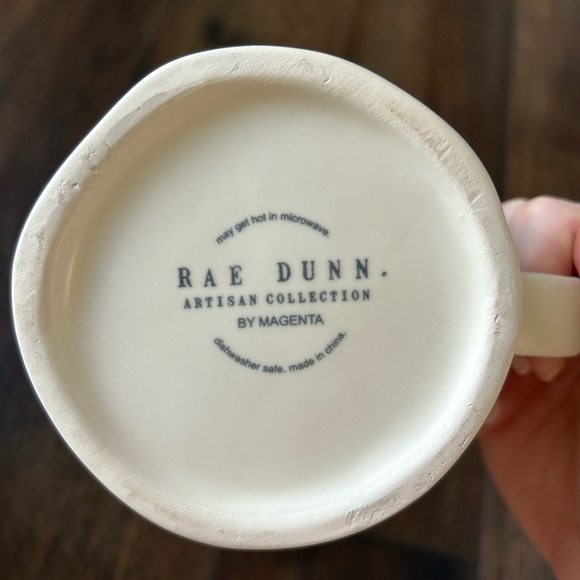 may get hot in microwave.
RAE DUNN.
ARTISAN COLLECTION
BY MAGENTA
dishwasher safe. made in china.